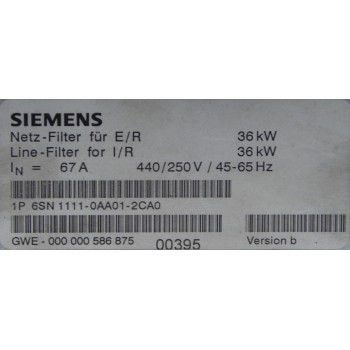 SIEMENS
Netz-Filter für E/R 36 kW
Line-Filter for I/R 36 kW
IN = 67 A 440/250 V / 45-65 Hz
1P 6SN 1111-0AA01-2CA0
GWE - 000 000 586 875 00395 Version b